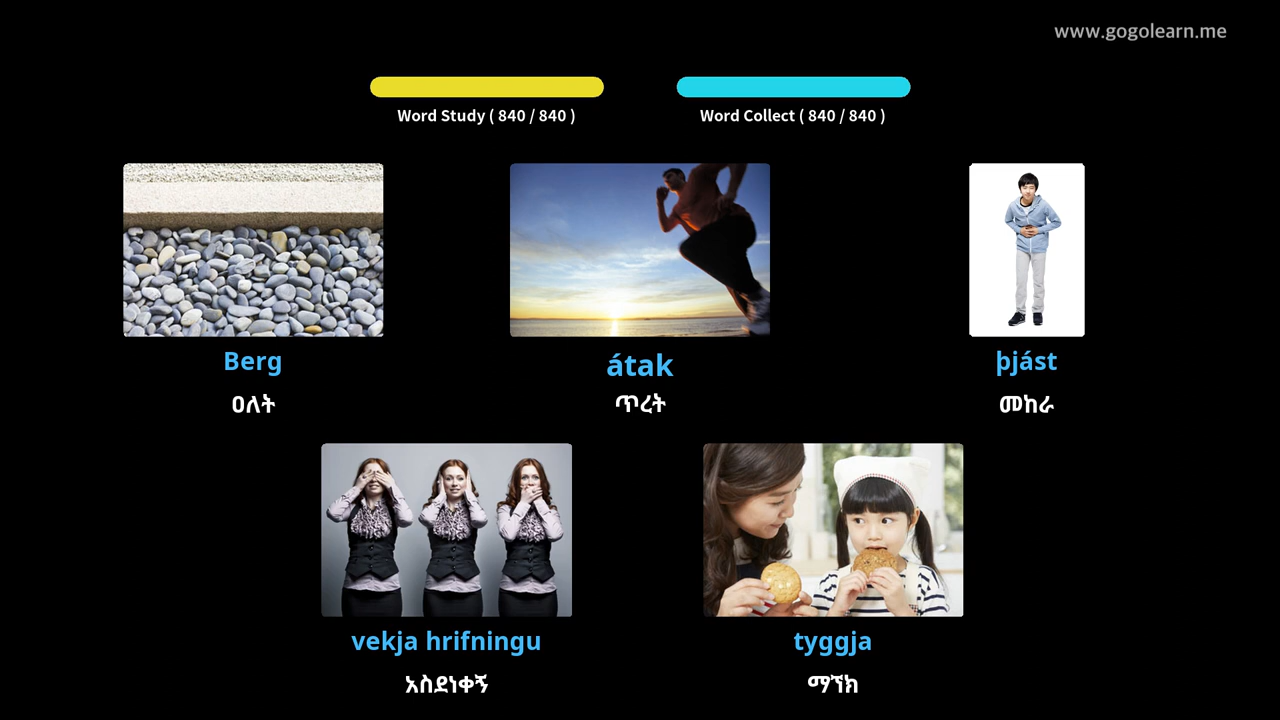 www.gogolearn.me
Word Study ( 840 / 840 )
Word Collect ( 840 / 840 )
Berg
ዐለት
átak
ጥረት
þjást
መከራ
vekja hrifningu
አስደነቀኝ
tyggja
ማኘክ